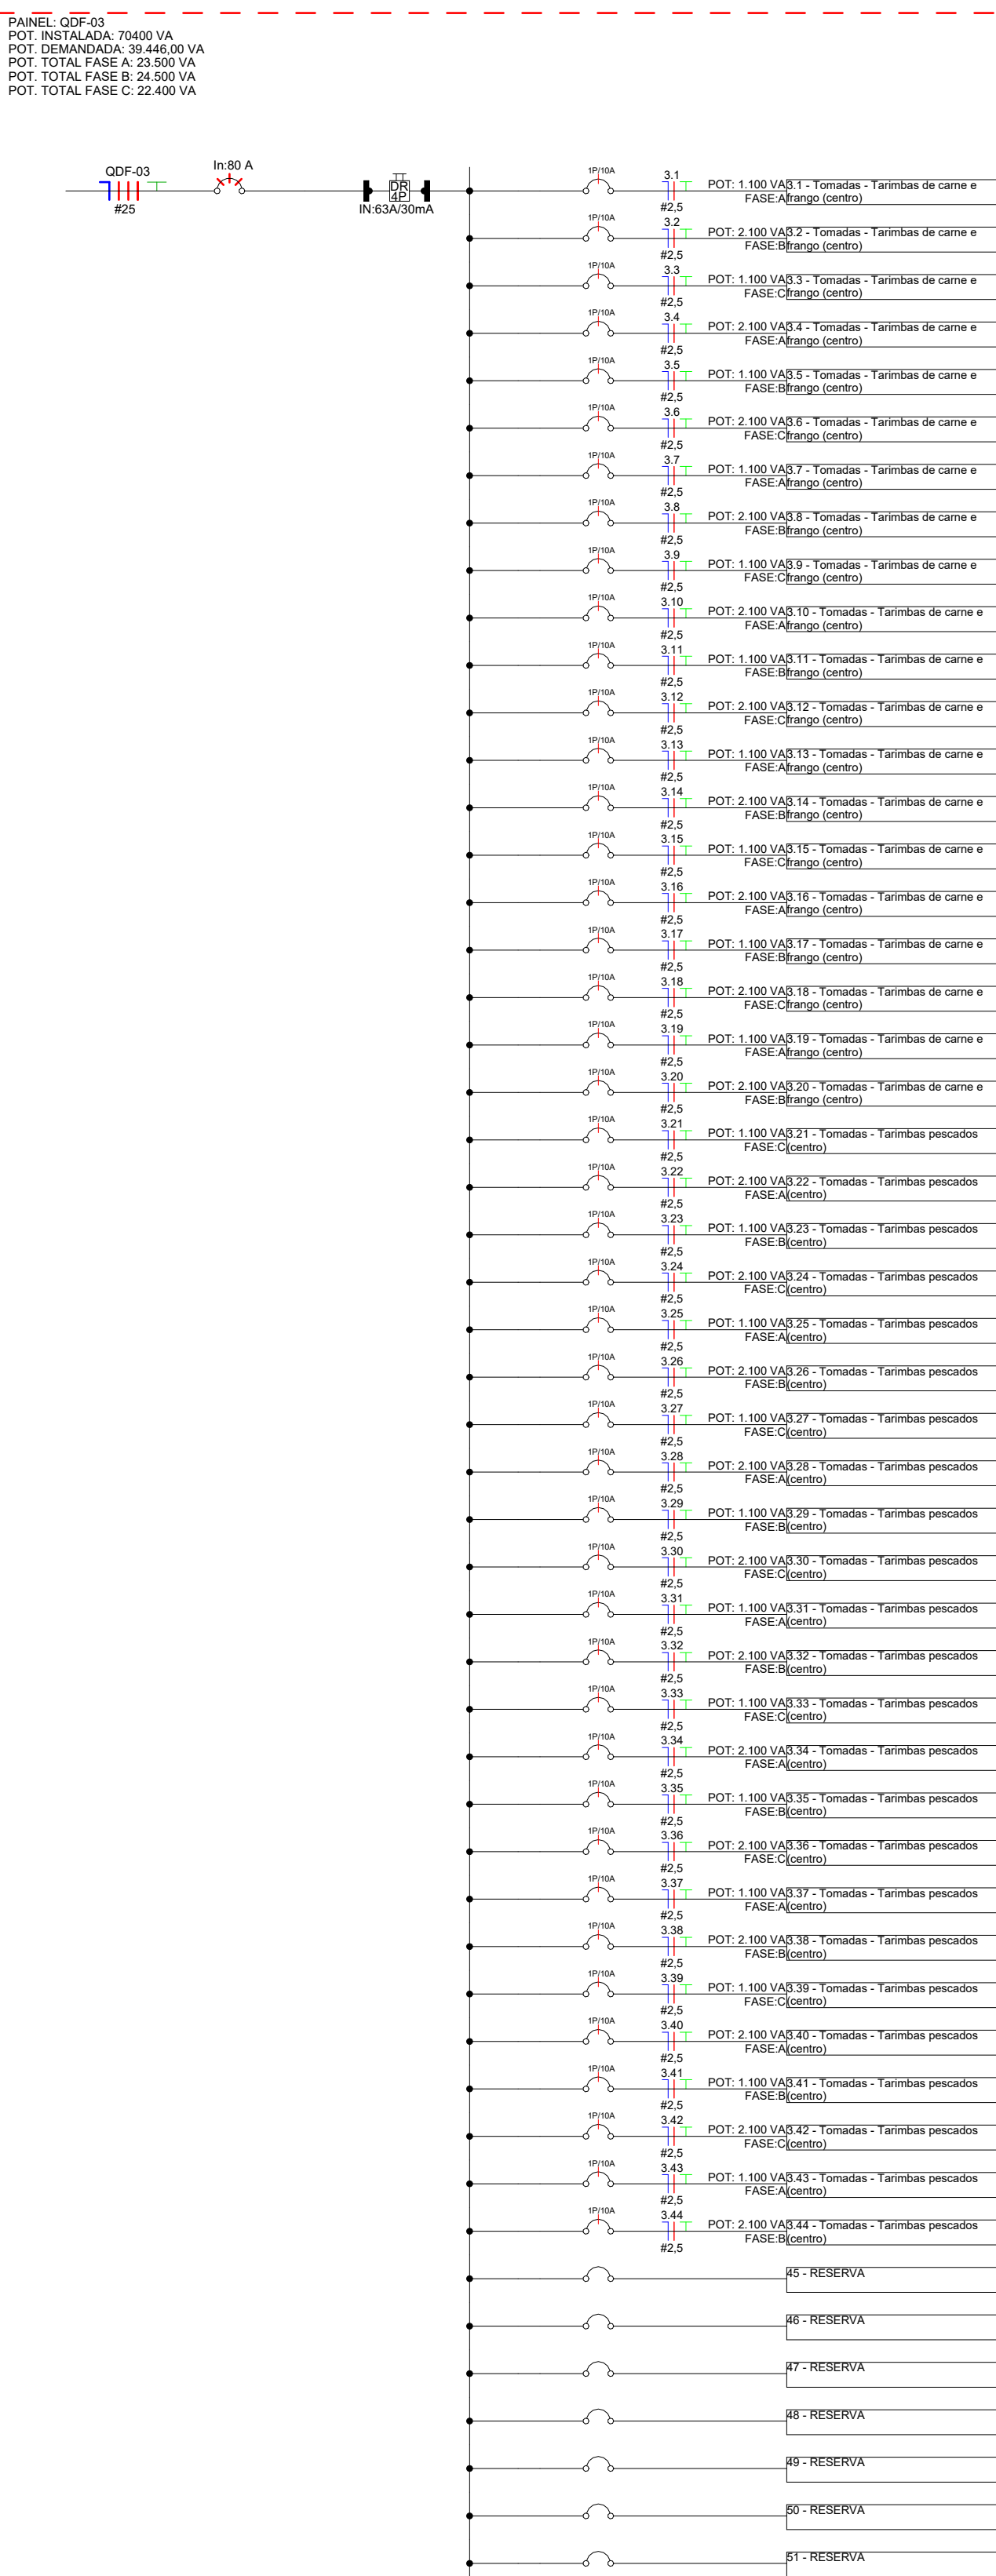 PAINEL: QDF-03
POT. INSTALADA: 70400 VA
POT. DEMANDADA: 39.446,00 VA
POT. TOTAL FASE A: 23.500 VA
POT. TOTAL FASE B: 24.500 VA
POT. TOTAL FASE C: 22.400 VA
QDF-03
#25
In:80 A
DR
4P
IN:63A/30mA
1P/10A
3.1
#2,5
POT: 1.100 VA
FASE:A
3.1 - Tomadas - Tarimbas de carne e
frango (centro)
1P/10A
3.2
#2,5
POT: 2.100 VA
FASE:B
3.2 - Tomadas - Tarimbas de carne e
frango (centro)
1P/10A
3.3
#2,5
POT: 1.100 VA
FASE:C
3.3 - Tomadas - Tarimbas de carne e
frango (centro)
1P/10A
3.4
#2,5
POT: 2.100 VA
FASE:A
3.4 - Tomadas - Tarimbas de carne e
frango (centro)
1P/10A
3.5
#2,5
POT: 1.100 VA
FASE:B
3.5 - Tomadas - Tarimbas de carne e
frango (centro)
1P/10A
3.6
#2,5
POT: 2.100 VA
FASE:C
3.6 - Tomadas - Tarimbas de carne e
frango (centro)
1P/10A
3.7
#2,5
POT: 1.100 VA
FASE:A
3.7 - Tomadas - Tarimbas de carne e
frango (centro)
1P/10A
3.8
#2,5
POT: 2.100 VA
FASE:B
3.8 - Tomadas - Tarimbas de carne e
frango (centro)
1P/10A
3.9
#2,5
POT: 1.100 VA
FASE:C
3.9 - Tomadas - Tarimbas de carne e
frango (centro)
1P/10A
3.10
#2,5
POT: 2.100 VA
FASE:A
3.10 - Tomadas - Tarimbas de carne e
frango (centro)
1P/10A
3.11
#2,5
POT: 1.100 VA
FASE:B
3.11 - Tomadas - Tarimbas de carne e
frango (centro)
1P/10A
3.12
#2,5
POT: 2.100 VA
FASE:C
3.12 - Tomadas - Tarimbas de carne e
frango (centro)
1P/10A
3.13
#2,5
POT: 1.100 VA
FASE:A
3.13 - Tomadas - Tarimbas de carne e
frango (centro)
1P/10A
3.14
#2,5
POT: 2.100 VA
FASE:B
3.14 - Tomadas - Tarimbas de carne e
frango (centro)
1P/10A
3.15
#2,5
POT: 1.100 VA
FASE:C
3.15 - Tomadas - Tarimbas de carne e
frango (centro)
1P/10A
3.16
#2,5
POT: 2.100 VA
FASE:A
3.16 - Tomadas - Tarimbas de carne e
frango (centro)
1P/10A
3.17
#2,5
POT: 1.100 VA
FASE:B
3.17 - Tomadas - Tarimbas de carne e
frango (centro)
1P/10A
3.18
#2,5
POT: 2.100 VA
FASE:C
3.18 - Tomadas - Tarimbas de carne e
frango (centro)
1P/10A
3.19
#2,5
POT: 1.100 VA
FASE:A
3.19 - Tomadas - Tarimbas de carne e
frango (centro)
1P/10A
3.20
#2,5
POT: 2.100 VA
FASE:B
3.20 - Tomadas - Tarimbas de carne e
frango (centro)
1P/10A
3.21
#2,5
POT: 1.100 VA
FASE:C
3.21 - Tomadas - Tarimbas pescados
(centro)
1P/10A
3.22
#2,5
POT: 2.100 VA
FASE:A
3.22 - Tomadas - Tarimbas pescados
(centro)
1P/10A
3.23
#2,5
POT: 1.100 VA
FASE:B
3.23 - Tomadas - Tarimbas pescados
(centro)
1P/10A
3.24
#2,5
POT: 2.100 VA
FASE:C
3.24 - Tomadas - Tarimbas pescados
(centro)
1P/10A
3.25
#2,5
POT: 1.100 VA
FASE:A
3.25 - Tomadas - Tarimbas pescados
(centro)
1P/10A
3.26
#2,5
POT: 2.100 VA
FASE:B
3.26 - Tomadas - Tarimbas pescados
(centro)
1P/10A
3.27
#2,5
POT: 1.100 VA
FASE:C
3.27 - Tomadas - Tarimbas pescados
(centro)
1P/10A
3.28
#2,5
POT: 2.100 VA
FASE:A
3.28 - Tomadas - Tarimbas pescados
(centro)
1P/10A
3.29
#2,5
POT: 1.100 VA
FASE:B
3.29 - Tomadas - Tarimbas pescados
(centro)
1P/10A
3.30
#2,5
POT: 2.100 VA
FASE:C
3.30 - Tomadas - Tarimbas pescados
(centro)
1P/10A
3.31
#2,5
POT: 1.100 VA
FASE:A
3.31 - Tomadas - Tarimbas pescados
(centro)
1P/10A
3.32
#2,5
POT: 2.100 VA
FASE:B
3.32 - Tomadas - Tarimbas pescados
(centro)
1P/10A
3.33
#2,5
POT: 1.100 VA
FASE:C
3.33 - Tomadas - Tarimbas pescados
(centro)
1P/10A
3.34
#2,5
POT: 2.100 VA
FASE:A
3.34 - Tomadas - Tarimbas pescados
(centro)
1P/10A
3.35
#2,5
POT: 1.100 VA
FASE:B
3.35 - Tomadas - Tarimbas pescados
(centro)
1P/10A
3.36
#2,5
POT: 2.100 VA
FASE:C
3.36 - Tomadas - Tarimbas pescados
(centro)
1P/10A
3.37
#2,5
POT: 1.100 VA
FASE:A
3.37 - Tomadas - Tarimbas pescados
(centro)
1P/10A
3.38
#2,5
POT: 2.100 VA
FASE:B
3.38 - Tomadas - Tarimbas pescados
(centro)
1P/10A
3.39
#2,5
POT: 1.100 VA
FASE:C
3.39 - Tomadas - Tarimbas pescados
(centro)
1P/10A
3.40
#2,5
POT: 2.100 VA
FASE:A
3.40 - Tomadas - Tarimbas pescados
(centro)
1P/10A
3.41
#2,5
POT: 1.100 VA
FASE:B
3.41 - Tomadas - Tarimbas pescados
(centro)
1P/10A
3.42
#2,5
POT: 2.100 VA
FASE:C
3.42 - Tomadas - Tarimbas pescados
(centro)
1P/10A
3.43
#2,5
POT: 1.100 VA
FASE:A
3.43 - Tomadas - Tarimbas pescados
(centro)
1P/10A
3.44
#2,5
POT: 2.100 VA
FASE:B
3.44 - Tomadas - Tarimbas pescados
(centro)
45 - RESERVA
46 - RESERVA
47 - RESERVA
48 - RESERVA
49 - RESERVA
50 - RESERVA
51 - RESERVA